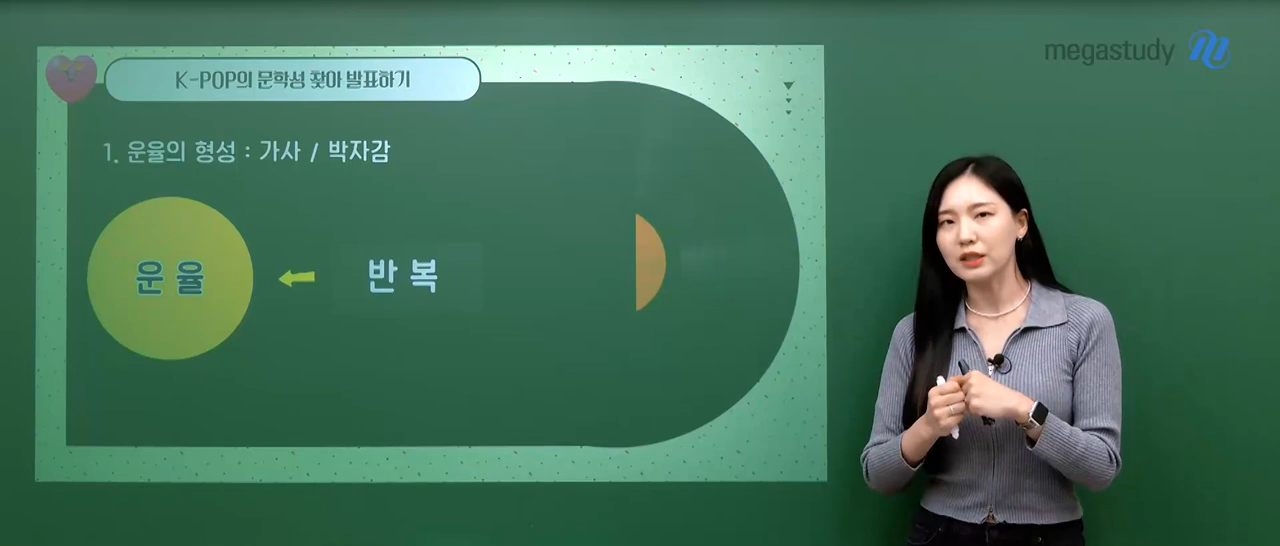 megastudy
K-POP의 문학성 찾아 발표하기
1. 운율의 형성 : 가사 / 박자감
운율
반복